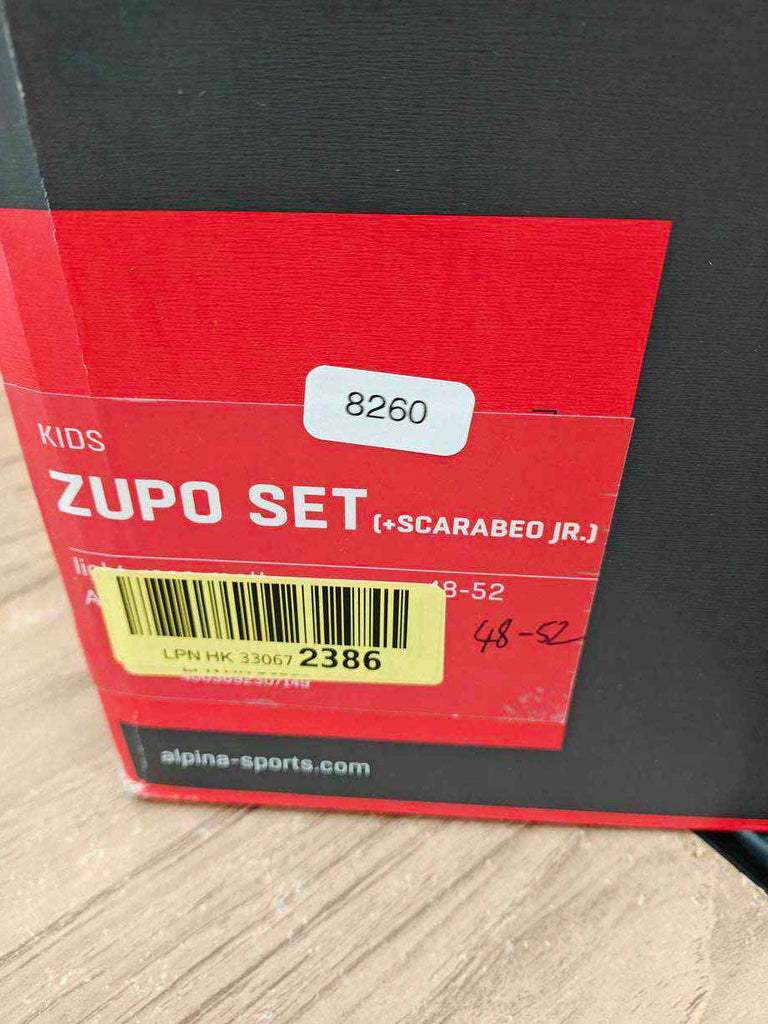 8260
KIDS
ZUPO SET (+SCARABEO JR.)
48-52
48-52
LPN HK 33067 2386
alpina-sports.com